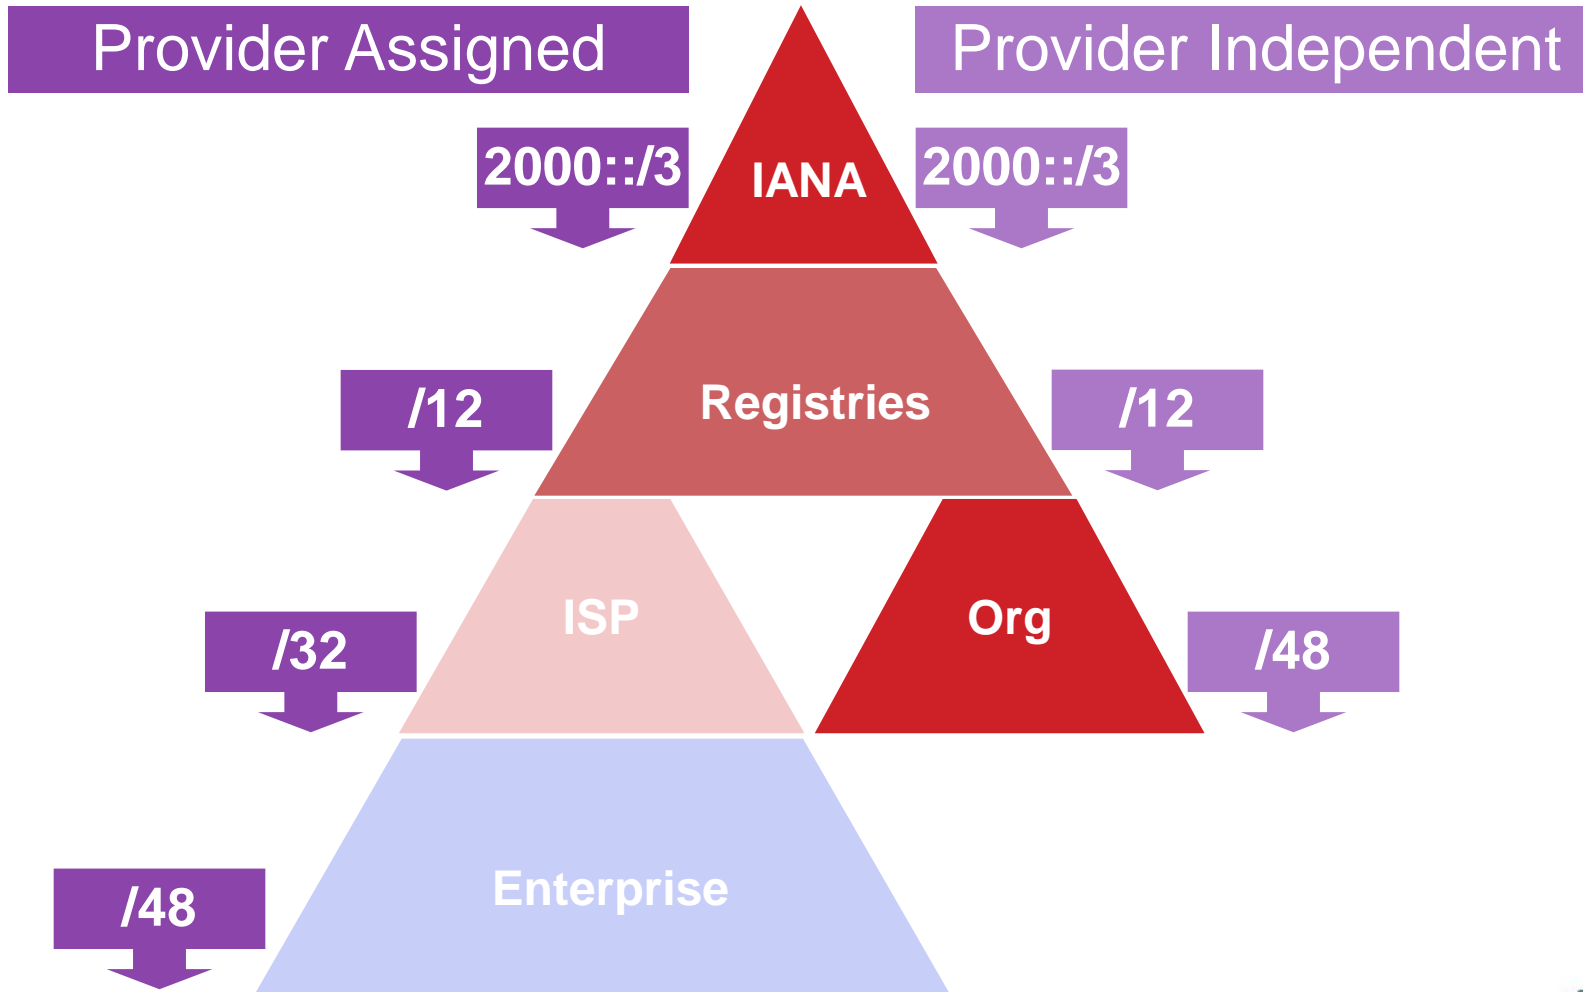 Provider Assigned
Provider Independent
2000::/3
IANA
2000::/3
/12
Registries
/12
/32
ISP
Org
/48
/48
Enterprise